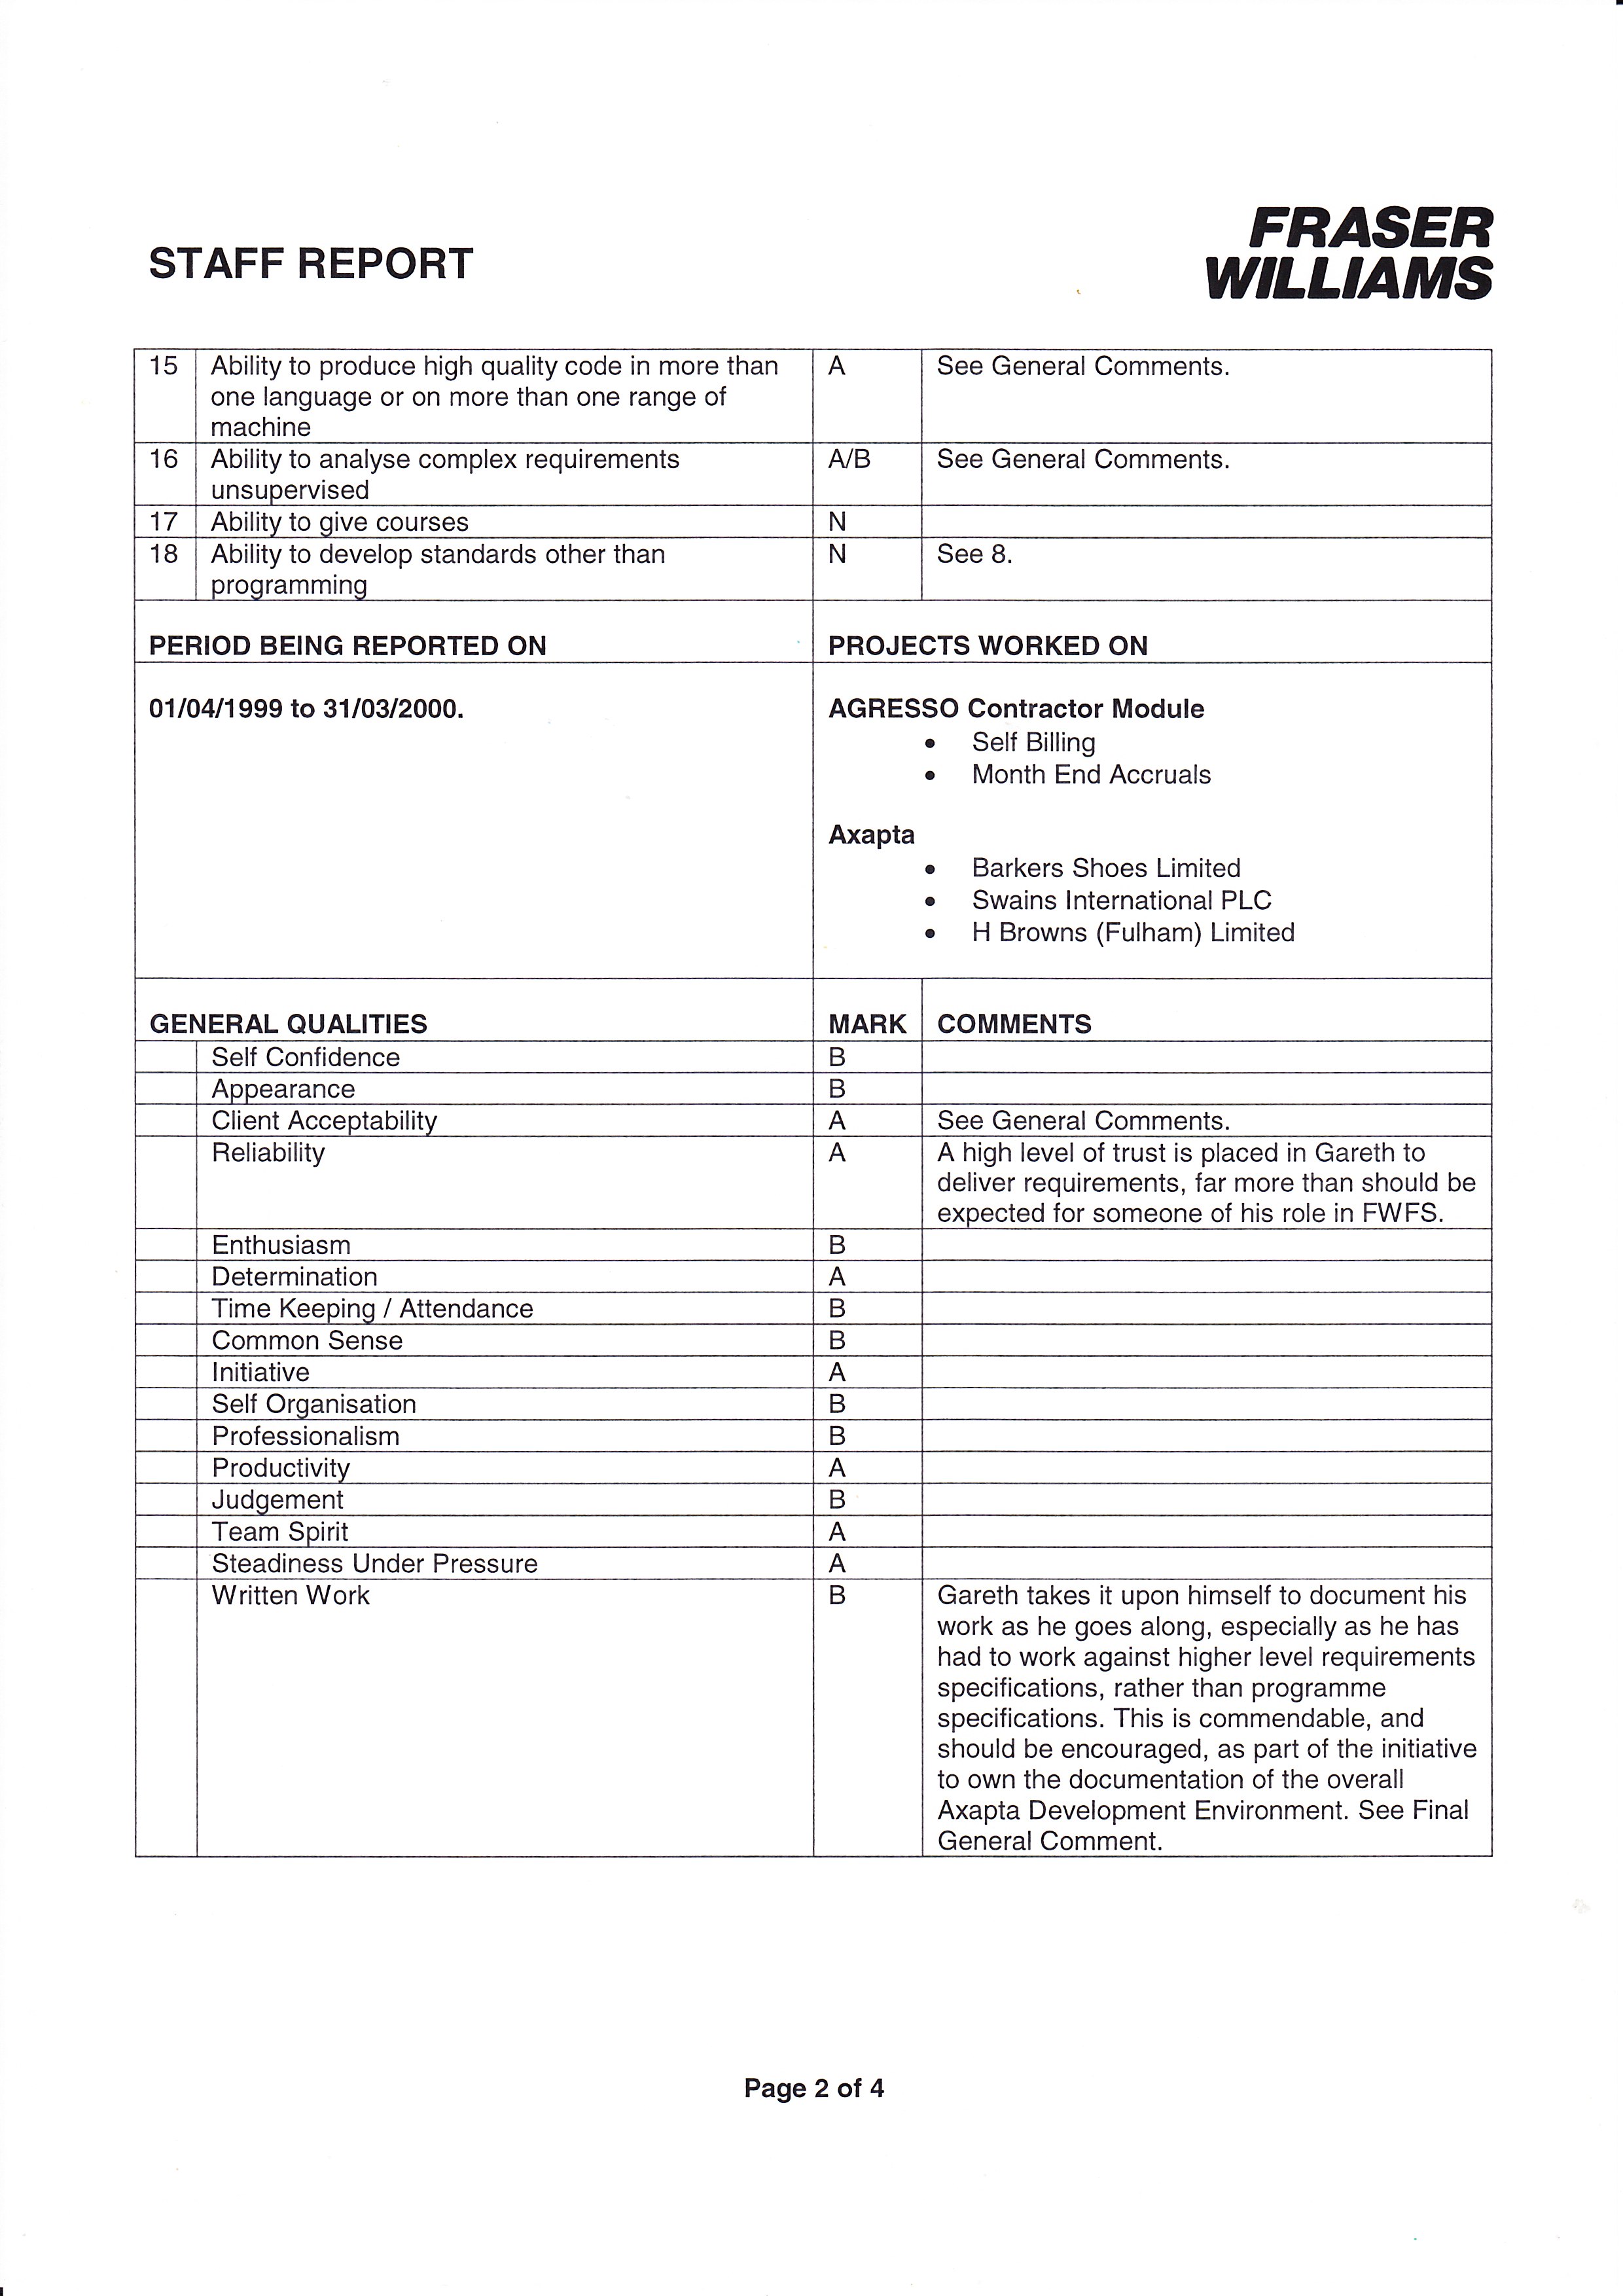 STAFF REPORT
FRASER
WILLIAMS
15 Ability to produce high quality code in more than A See General Comments.
one language or on more than one range of
machine
16 Ability to analyse complex requirements A/B See General Comments.
unsupervised
17 Ability to give courses N
18 Ability to develop standards other than N See 8.
programming
PERIOD BEING REPORTED ON PROJECTS WORKED ON
01/04/1999 to 31/03/2000. AGRESSO Contractor Module
• Self Billing
• Month End Accruals
Axapta
• Barkers Shoes Limited
• Swains International PLC
• H Browns (Fulham) Limited
GENERAL QUALITIES MARK COMMENTS
Self Confidence B
Appearance B
Client Acceptability A See General Comments.
Reliability A A high level of trust is placed in Gareth to
deliver requirements, far more than should be
expected for someone of his role in FWFS.
Enthusiasm B
Determination A
Time Keeping / Attendance B
Common Sense B
Initiative A
Self Organisation B
Professionalism B
Productivity A
Judgement B
Team Spirit A
Steadiness Under Pressure A
Written Work B Gareth takes it upon himself to document his
work as he goes along, especially as he has
had to work against higher level requirements
specifications, rather than programme
specifications. This is commendable, and
should be encouraged, as part of the initiative
to own the documentation of the overall
Axapta Development Environment. See Final
General Comment.
Page 2 of 4